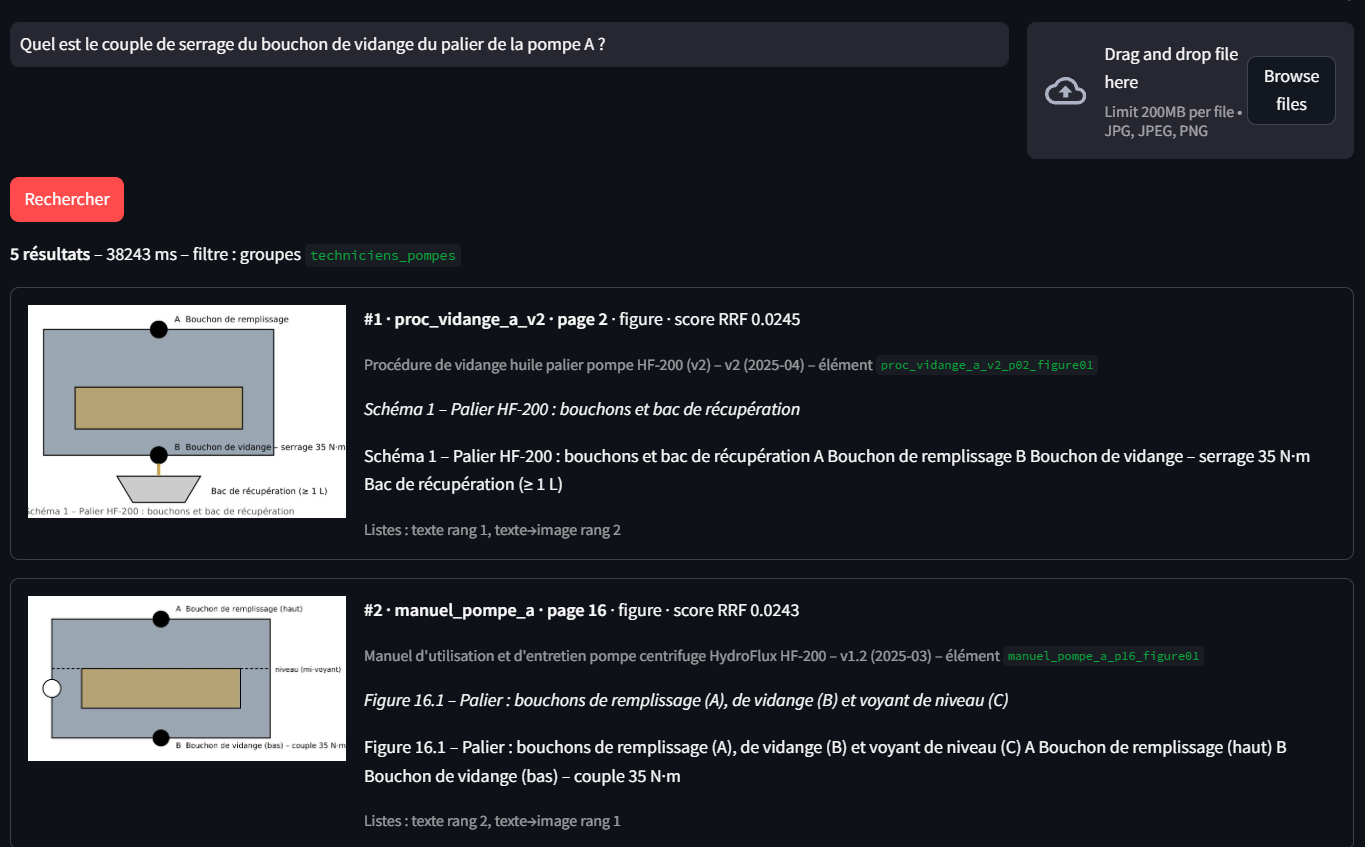 Quel est le couple de serrage du bouchon de vidange du palier de la pompe A ?
Drag and drop file
here
Limit 200MB per file •
JPG, JPEG, PNG
Browse
files
Rechercher
5 résultats – 38243 ms – filtre : groupes techniciens_pompes
A Bouchon de remplissage
B Bouchon de vidange – serrage 35 N·m
Bac de récupération (≥ 1 L)
Schéma 1 – Palier HF-200 : bouchons et bac de récupération
#1 · proc_vidange_a_v2 · page 2 · figure · score RRF 0.0245
Procédure de vidange huile palier pompe HF-200 (v2) – v2 (2025-04) – élément proc_vidange_a_v2_p02_figure01
Schéma 1 – Palier HF-200 : bouchons et bac de récupération
Schéma 1 – Palier HF-200 : bouchons et bac de récupération A Bouchon de remplissage B Bouchon de vidange – serrage 35 N·m
Bac de récupération (≥ 1 L)
Listes : texte rang 1, texte→image rang 2
A Bouchon de remplissage (haut)
niveau (mi-voyant)
B Bouchon de vidange (bas) – couple 35 N·m
#2 · manuel_pompe_a · page 16 · figure · score RRF 0.0243
Manuel d'utilisation et d'entretien pompe centrifuge HydroFlux HF-200 – v1.2 (2025-03) – élément manuel_pompe_a_p16_figure01
Figure 16.1 – Palier : bouchons de remplissage (A), de vidange (B) et voyant de niveau (C)
Figure 16.1 – Palier : bouchons de remplissage (A), de vidange (B) et voyant de niveau (C) A Bouchon de remplissage (haut) B
Bouchon de vidange (bas) – couple 35 N·m
Listes : texte rang 2, texte→image rang 1